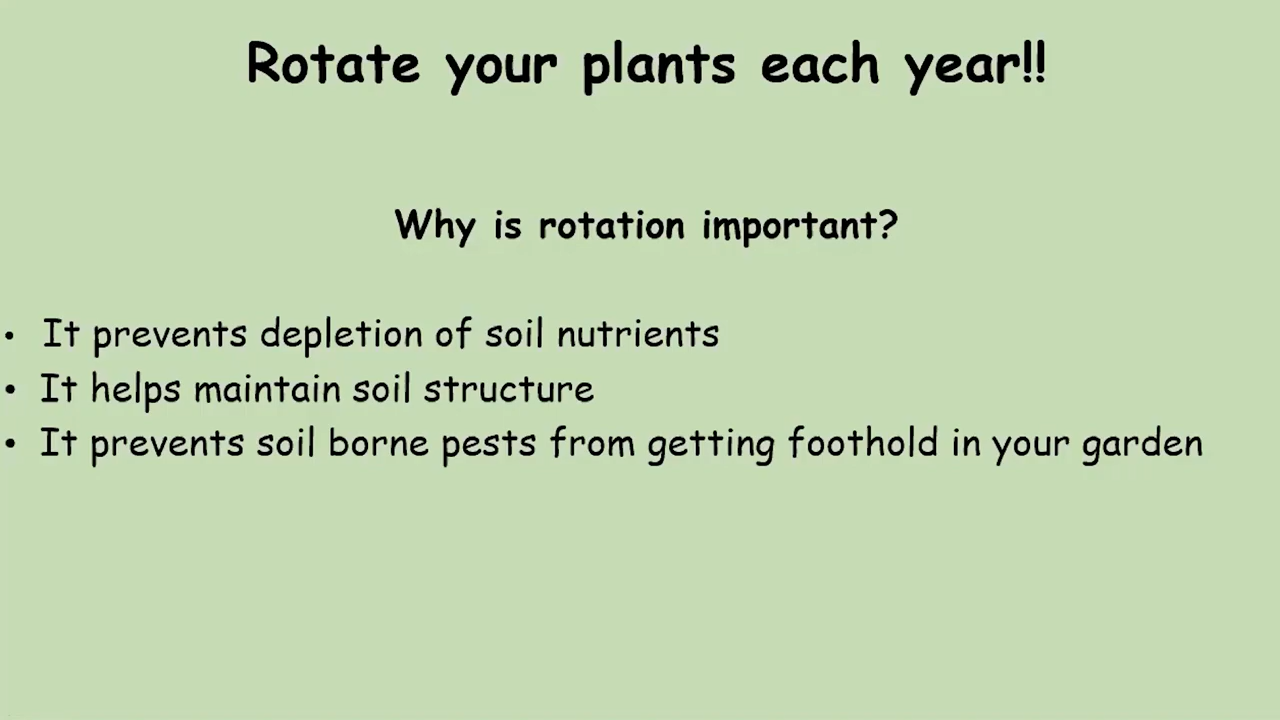 Rotate your plants each year!!
Why is rotation important?
• It prevents depletion of soil nutrients
• It helps maintain soil structure
• It prevents soil borne pests from getting foothold in your garden